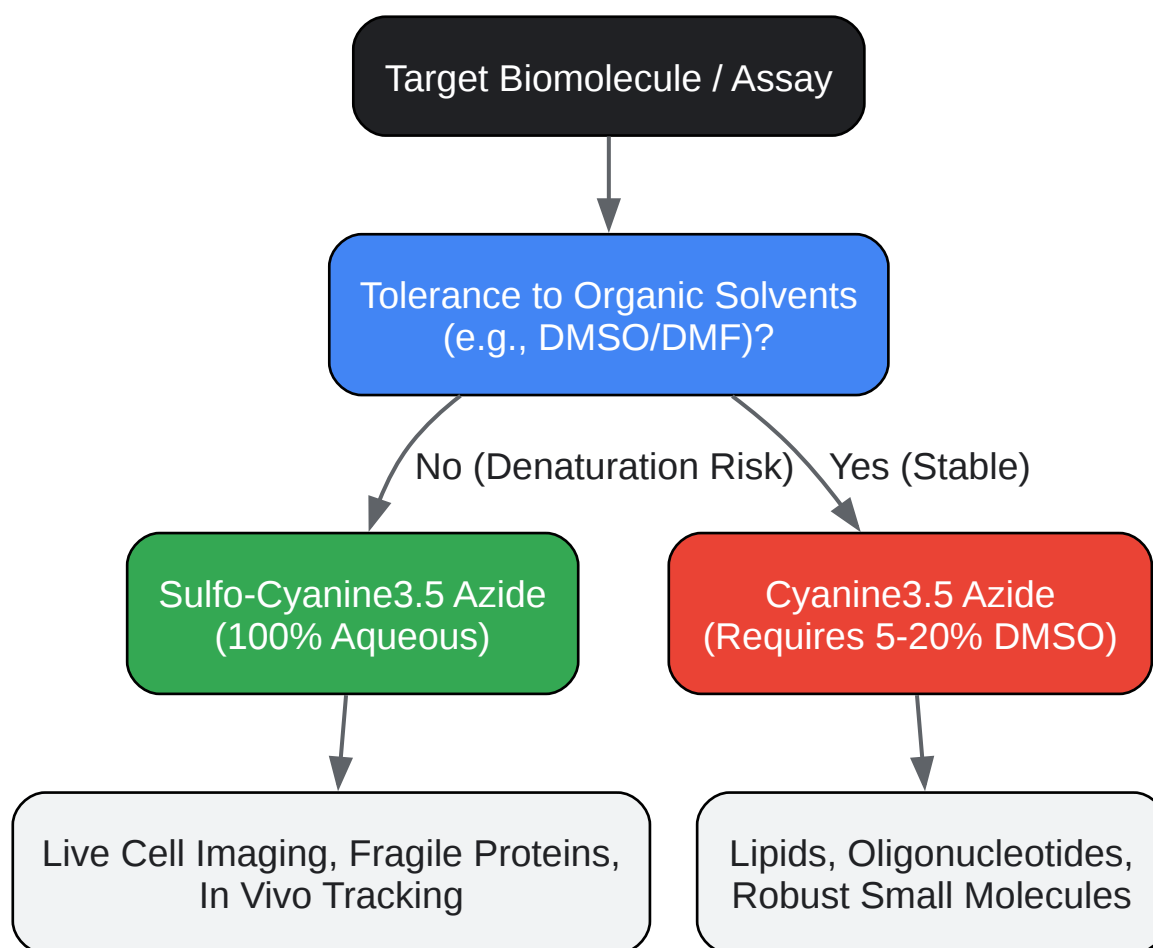 Target Biomolecule / Assay
Tolerance to Organic Solvents
(e.g., DMSO/DMF)?
No (Denaturation Risk)
Yes (Stable)
Sulfo-Cyanine3.5 Azide
(100% Aqueous)
Cyanine3.5 Azide
(Requires 5-20% DMSO)
Live Cell Imaging, Fragile Proteins,
In Vivo Tracking
Lipids, Oligonucleotides,
Robust Small Molecules